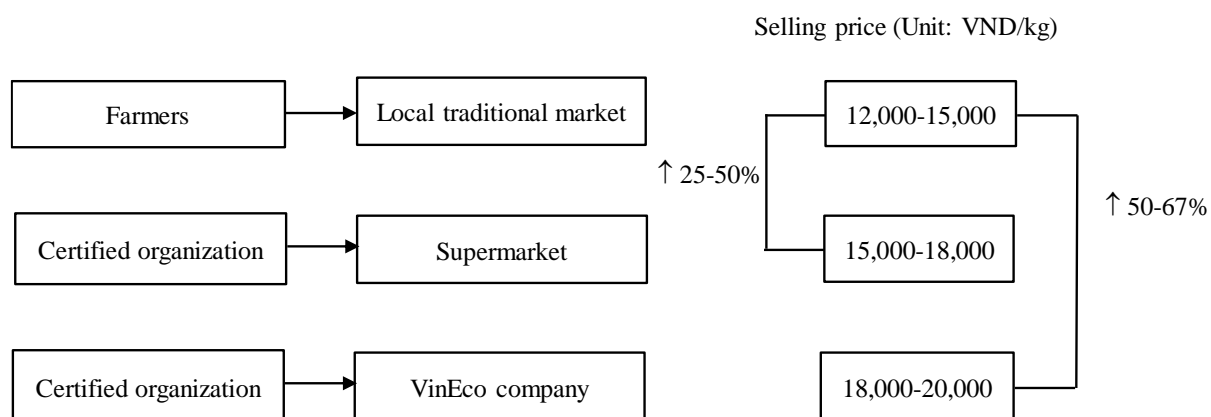 Selling price (Unit: VND/kg)
Farmers
Local traditional market
12,000-15,000
↑ 25-50%
↑ 50-67%
Certified organization
Supermarket
15,000-18,000
Certified organization
VinEco company
18,000-20,000